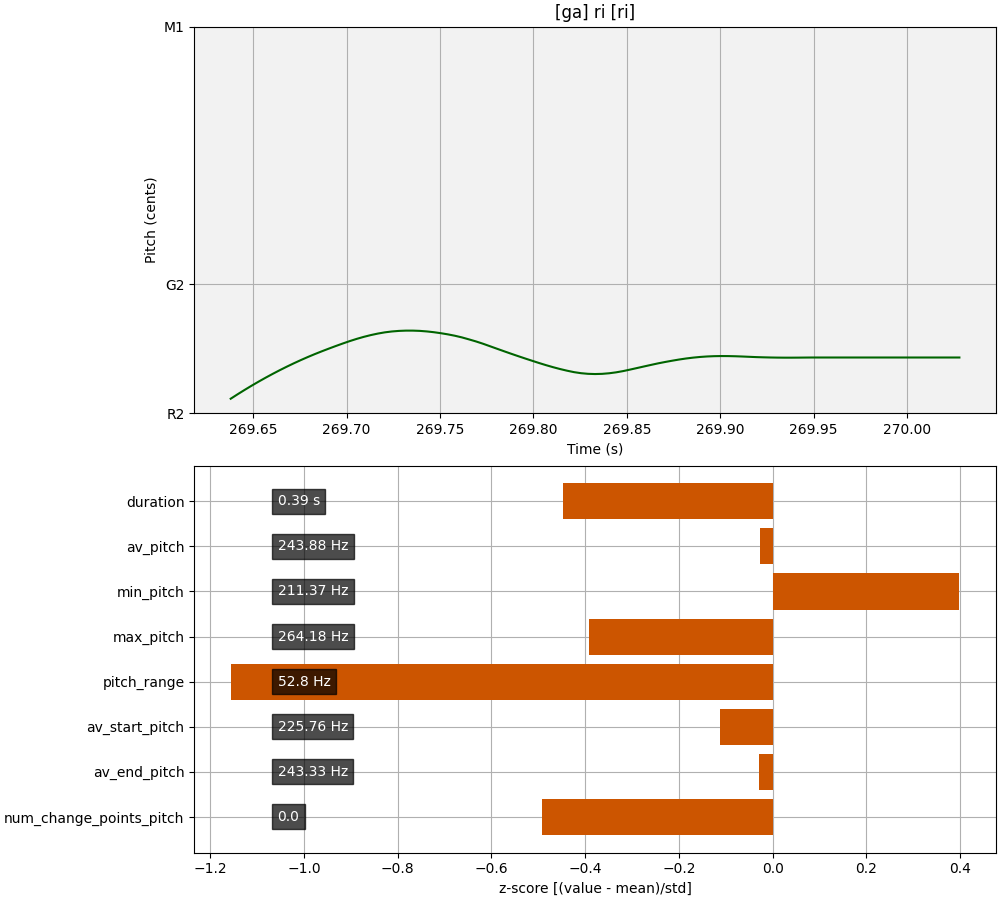 [ga] ri [ri]
M1
G2
R2
Pitch (cents)
269.65 269.70 269.75 269.80 269.85 269.90 269.95 270.00
Time (s)
duration 0.39 s
av_pitch 243.88 Hz
min_pitch 211.37 Hz
max_pitch 264.18 Hz
pitch_range 52.8 Hz
av_start_pitch 225.76 Hz
av_end_pitch 243.33 Hz
num_change_points_pitch 0.0
−1.2 −1.0 −0.8 −0.6 −0.4 −0.2 0.0 0.2 0.4
z-score [(value - mean)/std]